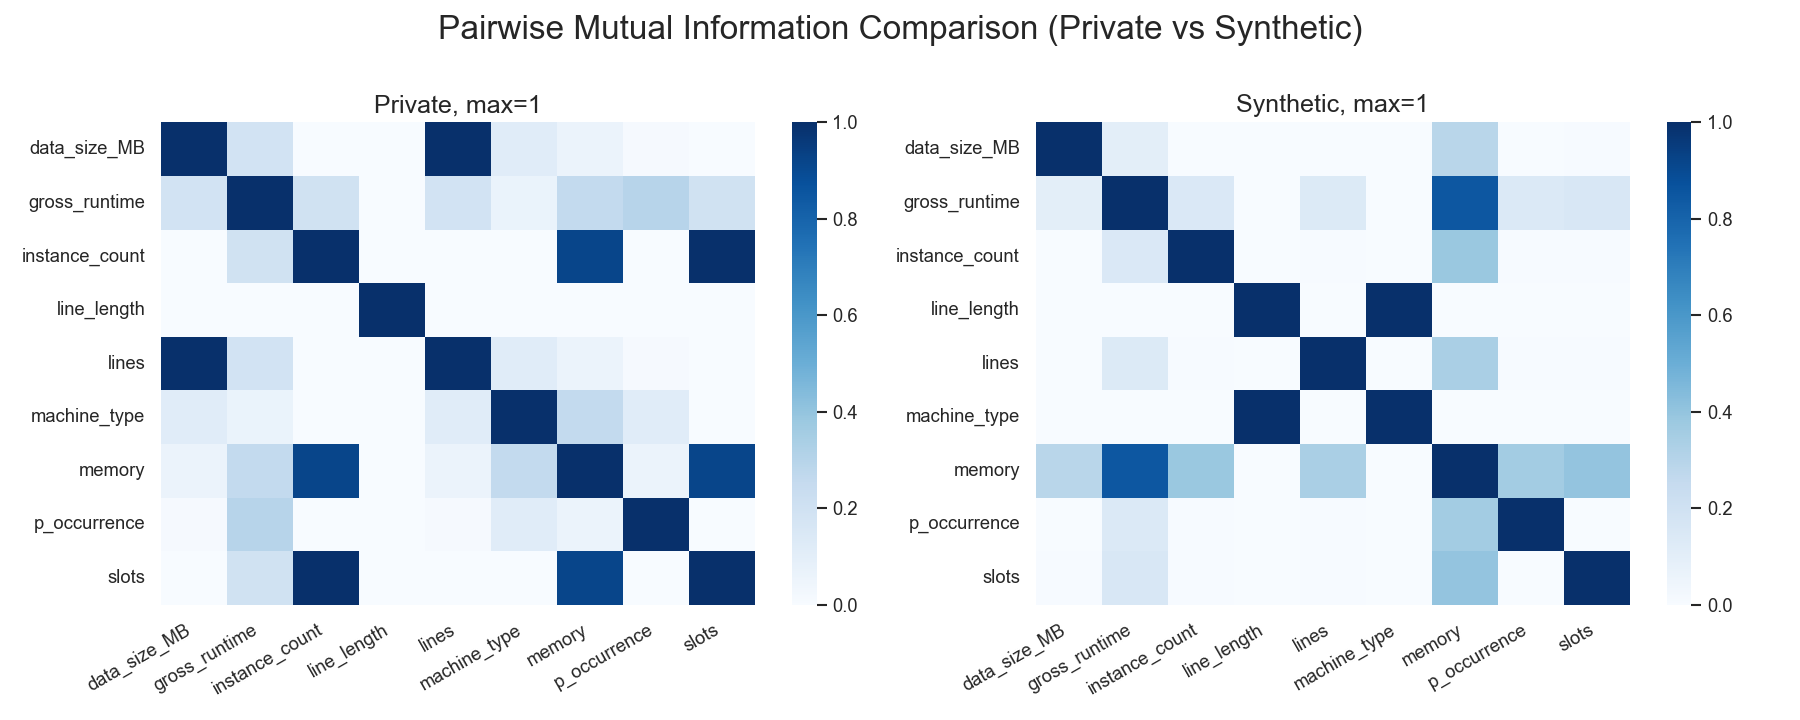 Pairwise Mutual Information Comparison (Private vs Synthetic)
Private, max=1
data_size_MB
gross_runtime
instance_count
line_length
lines
machine_type
memory
p_occurrence
slots
data_size_MB
gross_runtime
instance_count
line_length
lines
machine_type
memory
p_occurrence
slots
1.0
0.8
0.6
0.4
0.2
0.0
Synthetic, max=1
data_size_MB
gross_runtime
instance_count
line_length
lines
machine_type
memory
p_occurrence
slots
data_size_MB
gross_runtime
instance_count
line_length
lines
machine_type
memory
p_occurrence
slots
1.0
0.8
0.6
0.4
0.2
0.0